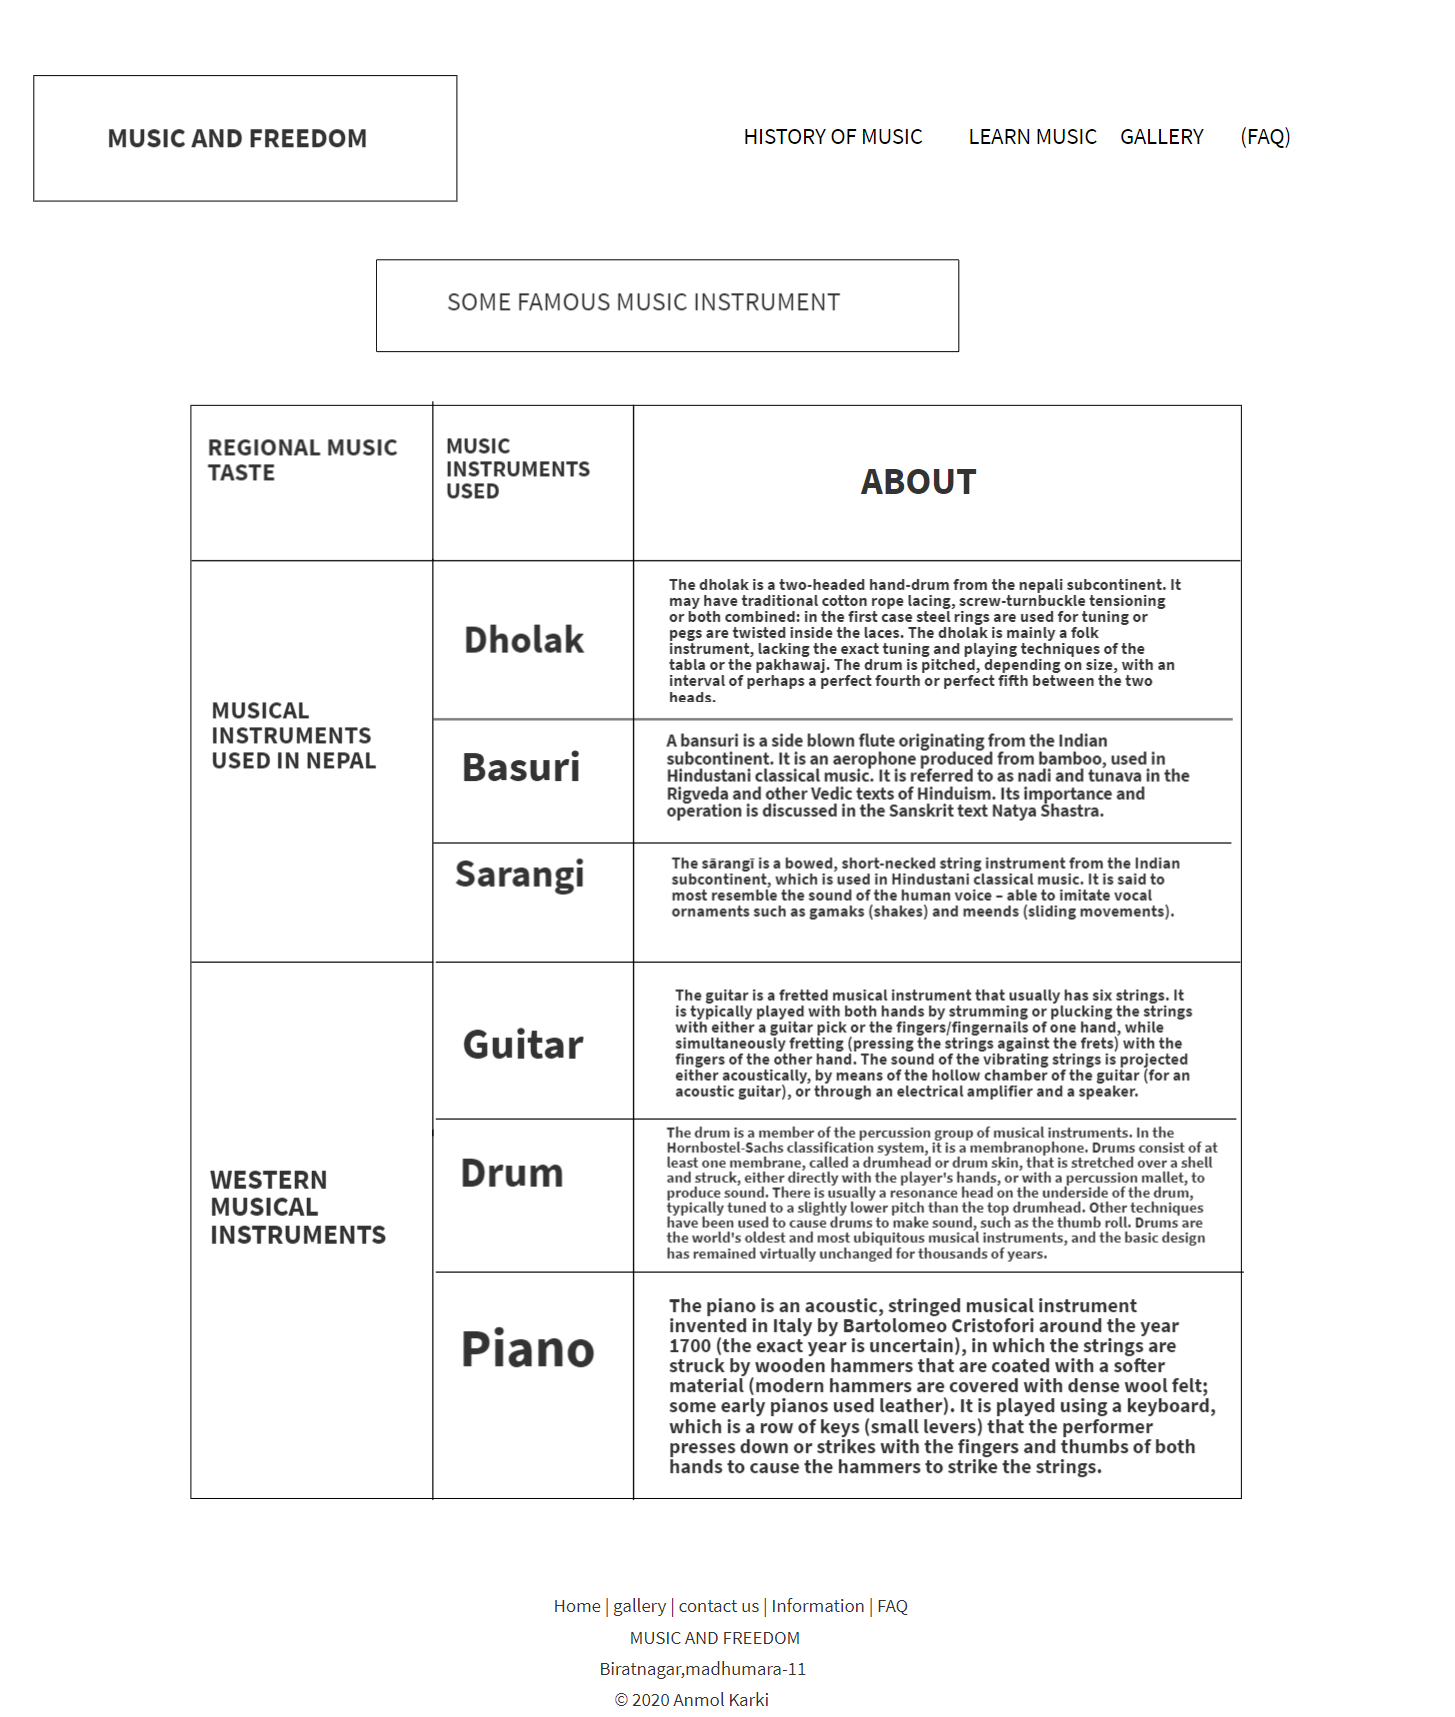 MUSIC AND FREEDOM
HISTORY OF MUSIC LEARN MUSIC GALLERY (FAQ)
SOME FAMOUS MUSIC INSTRUMENT
REGIONAL MUSIC
TASTE
MUSIC
INSTRUMENTS
USED
ABOUT
MUSICAL
INSTRUMENTS
USED IN NEPAL
Dholak
The dholak is a two-headed hand-drum from the nepali subcontinent. It
may have traditional cotton rope lacing, screw-turnbuckle tensioning
or both combined: in the first case steel rings are used for tuning or
pegs are twisted inside the laces. The dholak is mainly a folk
instrument, lacking the exact tuning and playing techniques of the
tabla or the pakhawaj. The drum is pitched, depending on size, with an
interval of perhaps a perfect fourth or perfect fifth between the two
heads.
Basuri
A bansuri is a side blown flute originating from the Indian
subcontinent. It is an aerophone produced from bamboo, used in
Hindustani classical music. It is referred to as nadi and tunava in the
Rigveda and other Vedic texts of Hinduism. Its importance and
operation is discussed in the Sanskrit text Natya Shastra.
Sarangi
The sārangī is a bowed, short-necked string instrument from the Indian
subcontinent, which is used in Hindustani classical music. It is said to
most resemble the sound of the human voice – able to imitate vocal
ornaments such as gamaks (shakes) and meends (sliding movements).
WESTERN
MUSICAL
INSTRUMENTS
Guitar
The guitar is a fretted musical instrument that usually has six strings. It
is typically played with both hands by strumming or plucking the strings
with either a guitar pick or the fingers/fingernails of one hand, while
simultaneously fretting (pressing the strings against the frets) with the
fingers of the other hand. The sound of the vibrating strings is projected
either acoustically, by means of the hollow chamber of the guitar (for an
acoustic guitar), or through an electrical amplifier and a speaker.
Drum
The drum is a member of the percussion group of musical instruments. In the
Hornbostel-Sachs classification system, it is a membranophone. Drums consist of at
least one membrane, called a drumhead or drum skin, that is stretched over a shell
and struck, either directly with the player's hands, or with a percussion mallet, to
produce sound. There is usually a resonance head on the underside of the drum,
typically tuned to a slightly lower pitch than the top drumhead. Other techniques
have been used to cause drums to make sound, such as the thumb roll. Drums are
the world's oldest and most ubiquitous musical instruments, and the basic design
has remained virtually unchanged for thousands of years.
Piano
The piano is an acoustic, stringed musical instrument
invented in Italy by Bartolomeo Cristofori around the year
1700 (the exact year is uncertain), in which the strings are
struck by wooden hammers that are coated with a softer
material (modern hammers are covered with dense wool felt;
some early pianos used leather). It is played using a keyboard,
which is a row of keys (small levers) that the performer
presses down or strikes with the fingers and thumbs of both
hands to cause the hammers to strike the strings.
Home | gallery | contact us | Information | FAQ
MUSIC AND FREEDOM
Biratnagar,madhumara-11
© 2020 Anmol Karki